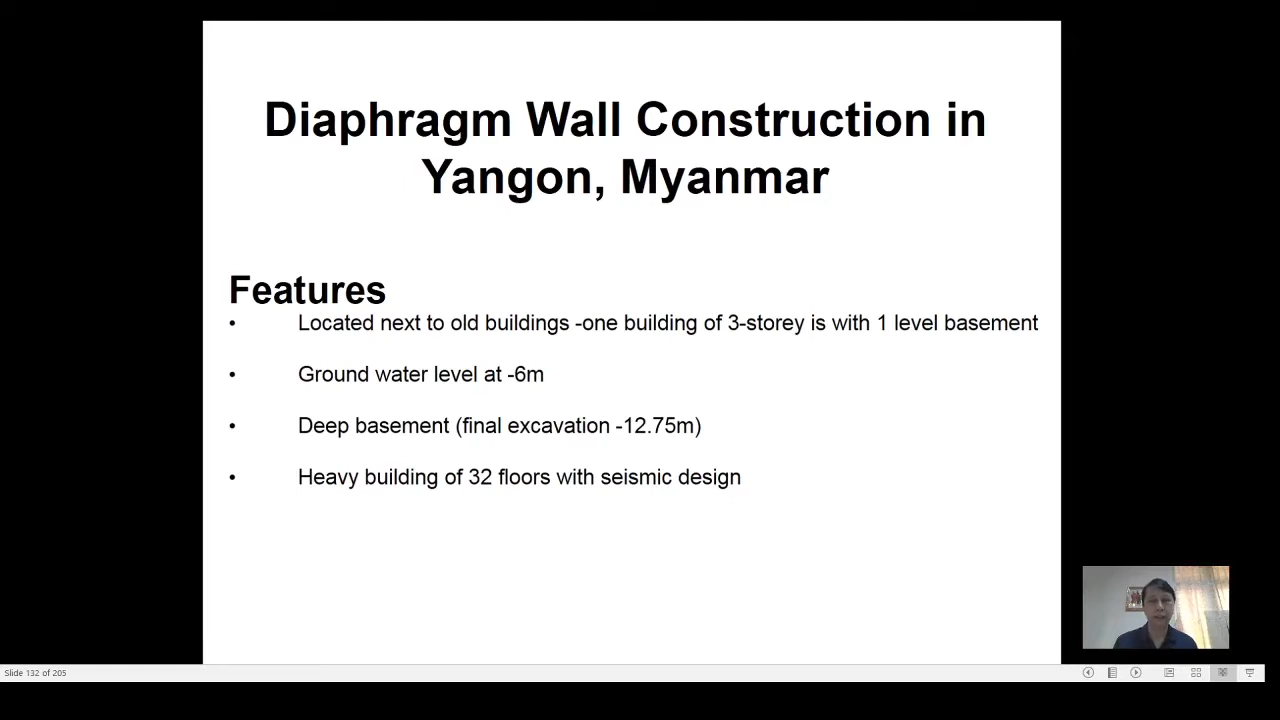 Diaphragm Wall Construction in
Yangon, Myanmar
Features
• Located next to old buildings -one building of 3-storey is with 1 level basement
• Ground water level at -6m
• Deep basement (final excavation -12.75m)
• Heavy building of 32 floors with seismic design
Slide 132 of 205